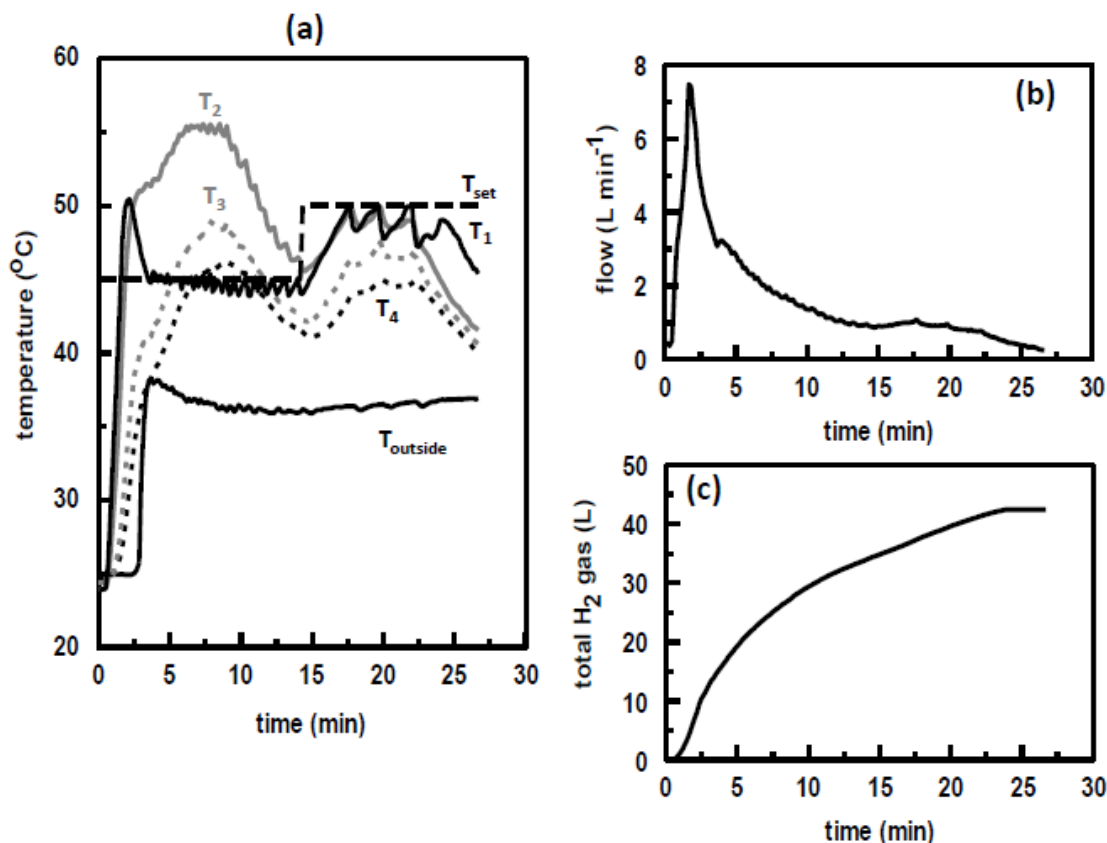 (a)
60
50
40
30
20
temperature (°C)
T2
T3
Tset
T1
T4
Toutside
0 5 10 15 20 25 30
time (min)
(b)
8
6
4
2
0
flow (L min-1)
0 5 10 15 20 25 30
time (min)
(c)
50
40
30
20
10
0
total H2 gas (L)
0 5 10 15 20 25 30
time (min)